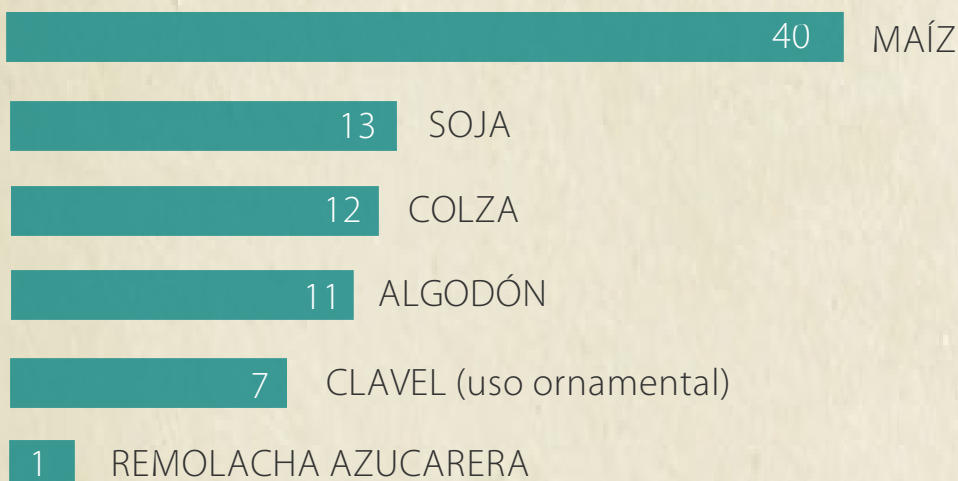 40 MAÍZ
13 SOJA
12 COLZA
11 ALGODÓN
7 CLAVEL (uso ornamental)
1 REMOLACHA AZUCARERA